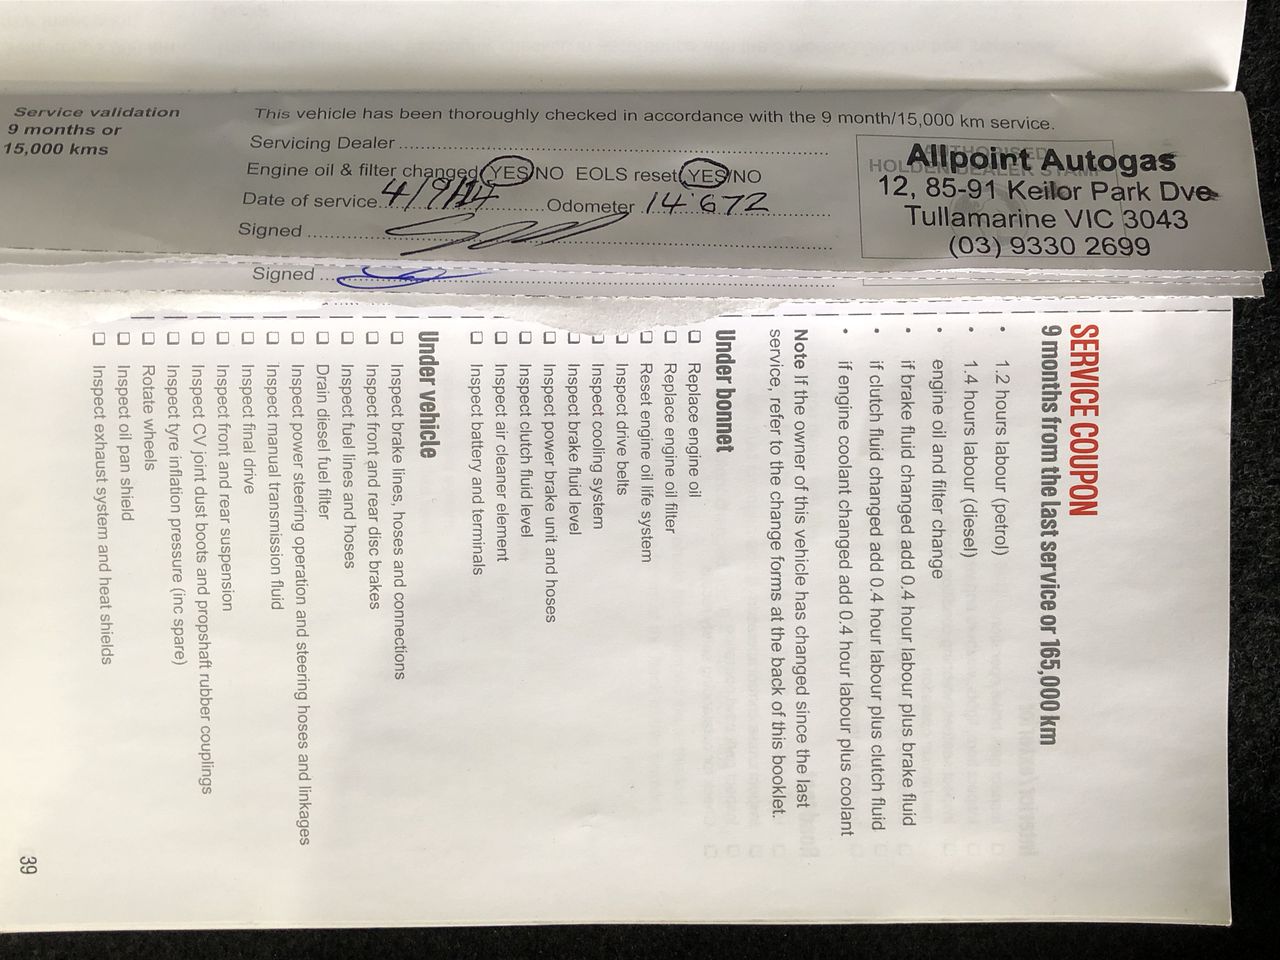 Service validation
9 months or
15,000 kms
This vehicle has been thoroughly checked in accordance with the 9 month/15,000 km service.
Servicing Dealer
Engine oil & filter changed YES/NO EOLS reset YES/NO
Date of service 4/9/14 Odometer 14'672
Signed
AUTHORISED
HOLDEN DEALER STAMP
Allpoint Autogas
12, 85-91 Keilor Park Dve
Tullamarine VIC 3043
(03) 9330 2699
Signed
SERVICE COUPON
9 months from the last service or 165,000 km
• 1.2 hours labour (petrol)
• 1.4 hours labour (diesel)
• engine oil and filter change
• if brake fluid changed add 0.4 hour labour plus brake fluid
• if clutch fluid changed add 0.4 hour labour plus clutch fluid
• if engine coolant changed add 0.4 hour labour plus coolant
Note If the owner of this vehicle has changed since the last
service, refer to the change forms at the back of this booklet.
Under bonnet
❑ Replace engine oil
❑ Replace engine oil filter
❑ Reset engine oil life system
❑ Inspect drive belts
❑ Inspect cooling system
❑ Inspect brake fluid level
❑ Inspect power brake unit and hoses
❑ Inspect clutch fluid level
❑ Inspect air cleaner element
❑ Inspect battery and terminals
Under vehicle
❑ Inspect brake lines, hoses and connections
❑ Inspect front and rear disc brakes
❑ Inspect fuel lines and hoses
❑ Drain diesel fuel filter
❑ Inspect power steering operation and steering hoses and linkages
❑ Inspect manual transmission fluid
❑ Inspect final drive
❑ Inspect front and rear suspension
❑ Inspect CV joint dust boots and propshaft rubber couplings
❑ Inspect tyre inflation pressure (inc spare)
❑ Rotate wheels
❑ Inspect oil pan shield
❑ Inspect exhaust system and heat shields
39